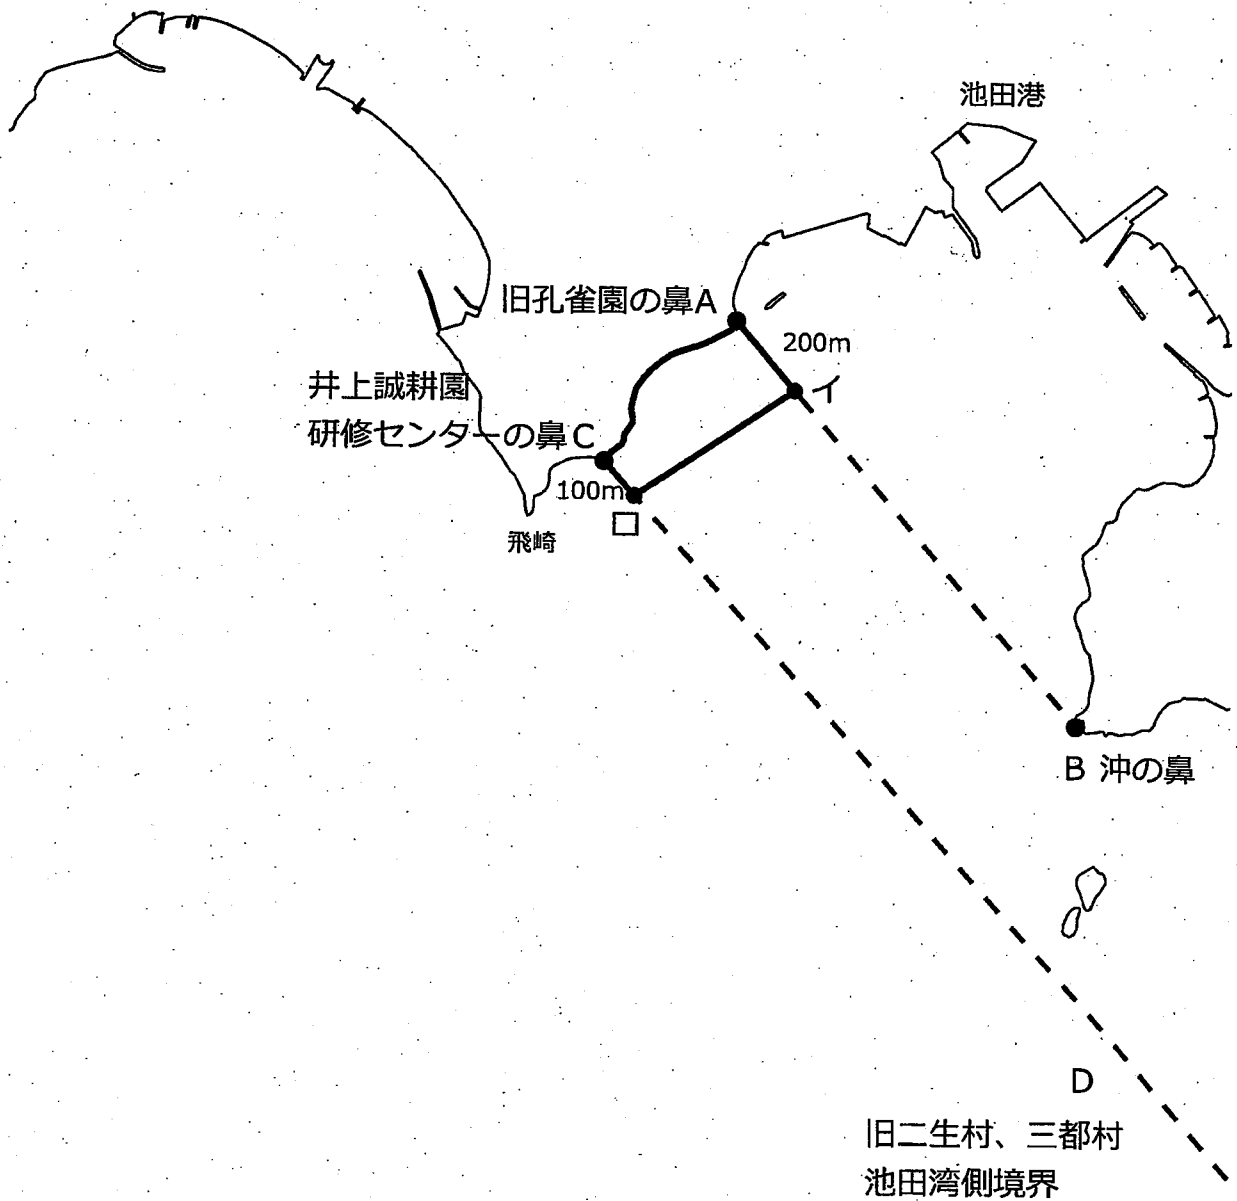 池田港
旧孔雀園の鼻A
200m
イ
井上誠耕園
研修センターの鼻C
100m
ロ
飛崎
B 沖の鼻
D
旧二生村、三都村
池田湾側境界